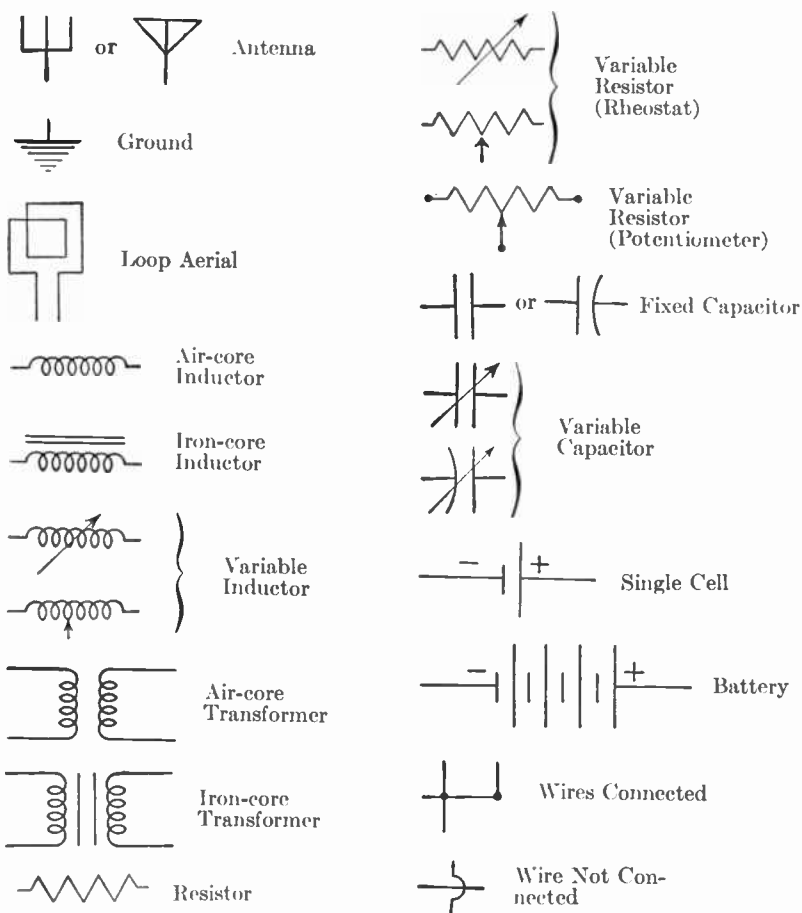 or
Antenna
Ground
Loop Aerial
Air-core
Inductor
Iron-core
Inductor
Variable
Inductor
Air-core
Transformer
Iron-core
Transformer
Resistor
Variable
Resistor
(Rheostat)
Variable
Resistor
(Potentiometer)
or
Fixed Capacitor
Variable
Capacitor
− +
Single Cell
− +
Battery
Wires Connected
Wire Not Con-
nected